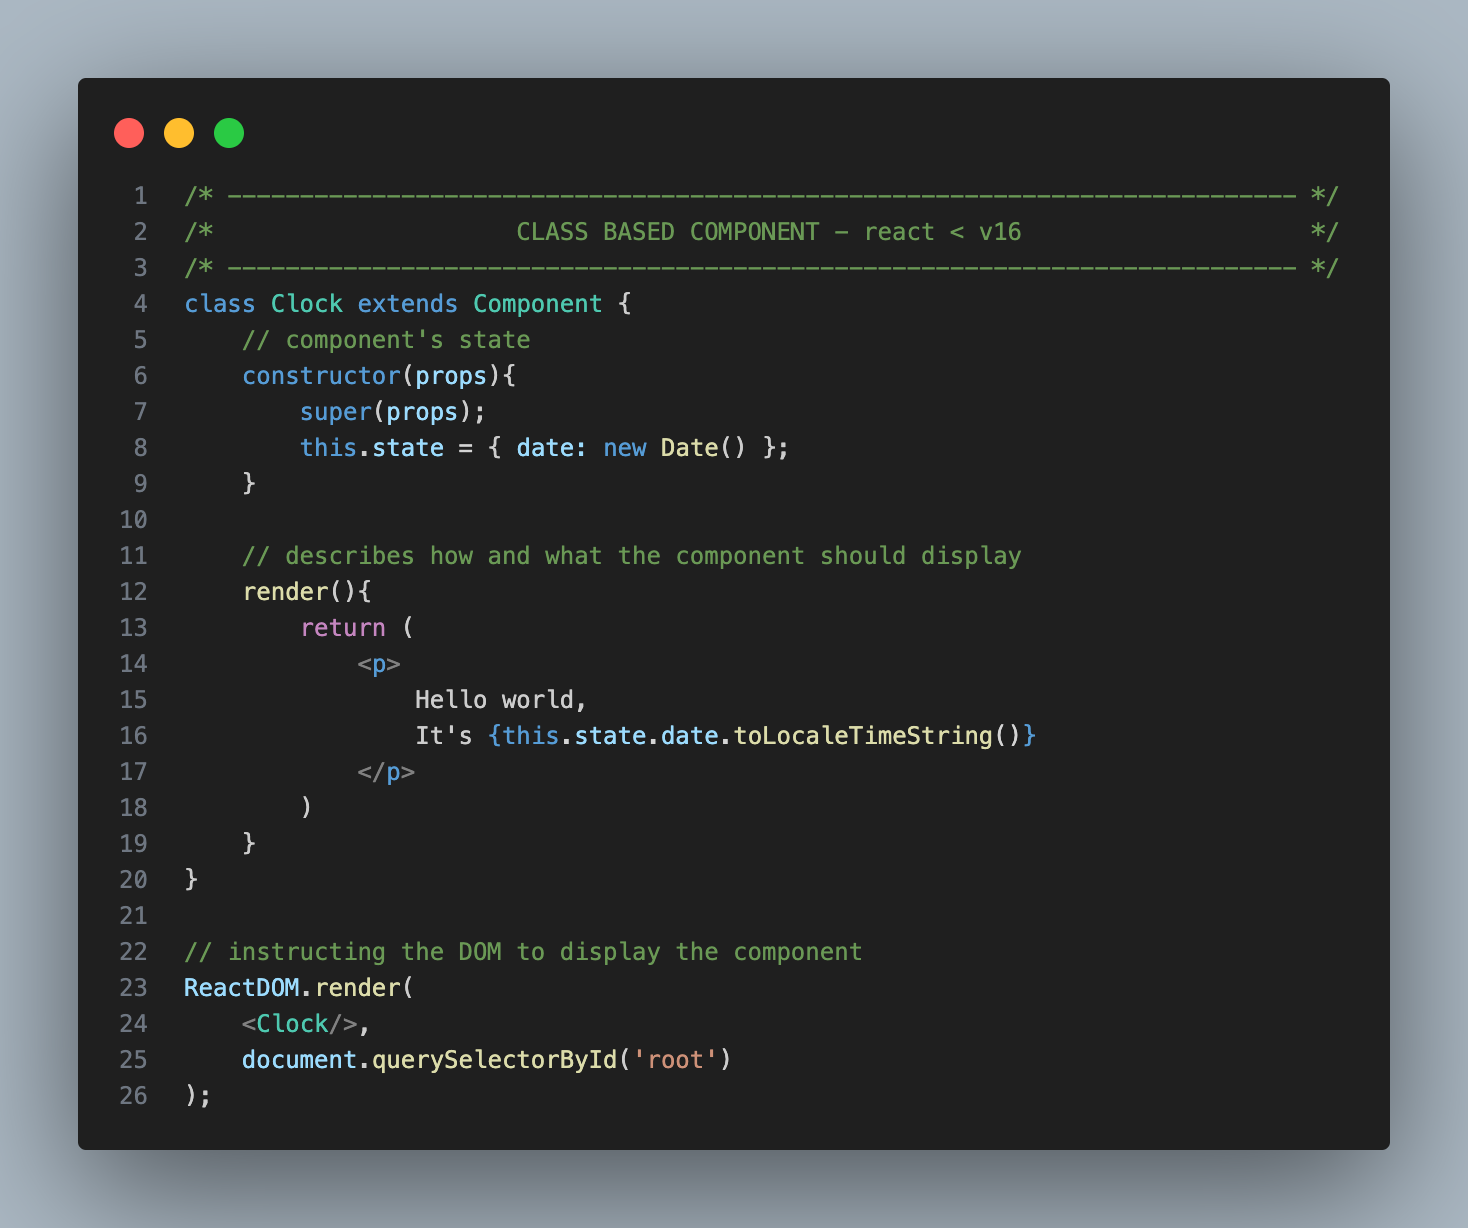 1 /* -------------------------------------------------------------------------- */
2 /*                     CLASS BASED COMPONENT - react < v16                    */
3 /* -------------------------------------------------------------------------- */
4 class Clock extends Component {
5     // component's state
6     constructor(props){
7         super(props);
8         this.state = { date: new Date() };
9     }
10
11     // describes how and what the component should display
12     render(){
13         return (
14             <p>
15                 Hello world,
16                 It's {this.state.date.toLocaleTimeString()}
17             </p>
18         )
19     }
20 }
21
22 // instructing the DOM to display the component
23 ReactDOM.render(
24     <Clock/>,
25     document.querySelectorById('root')
26 );